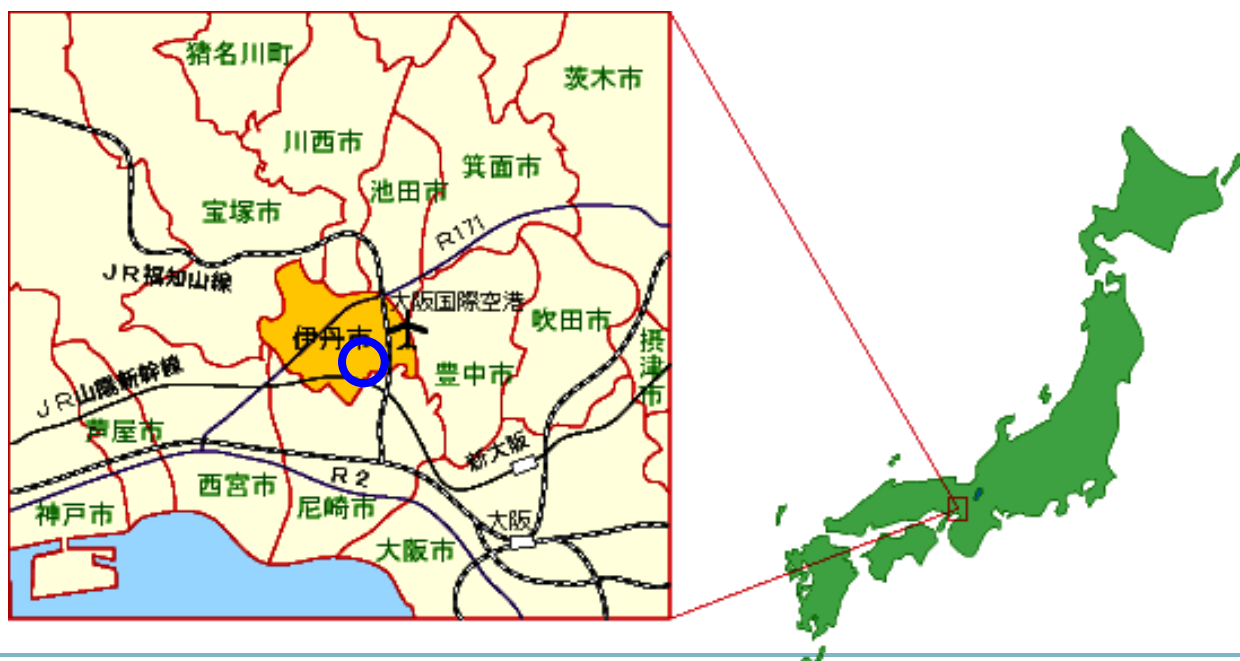 猪名川町
茨木市
川西市
箕面市
池田市
宝塚市
R171
JR福知山線
大阪国際空港
吹田市
伊丹市
摂津市
豊中市
JR山陽新幹線
芦屋市
新大阪
R2
西宮市
尼崎市
神戸市
大阪
大阪市